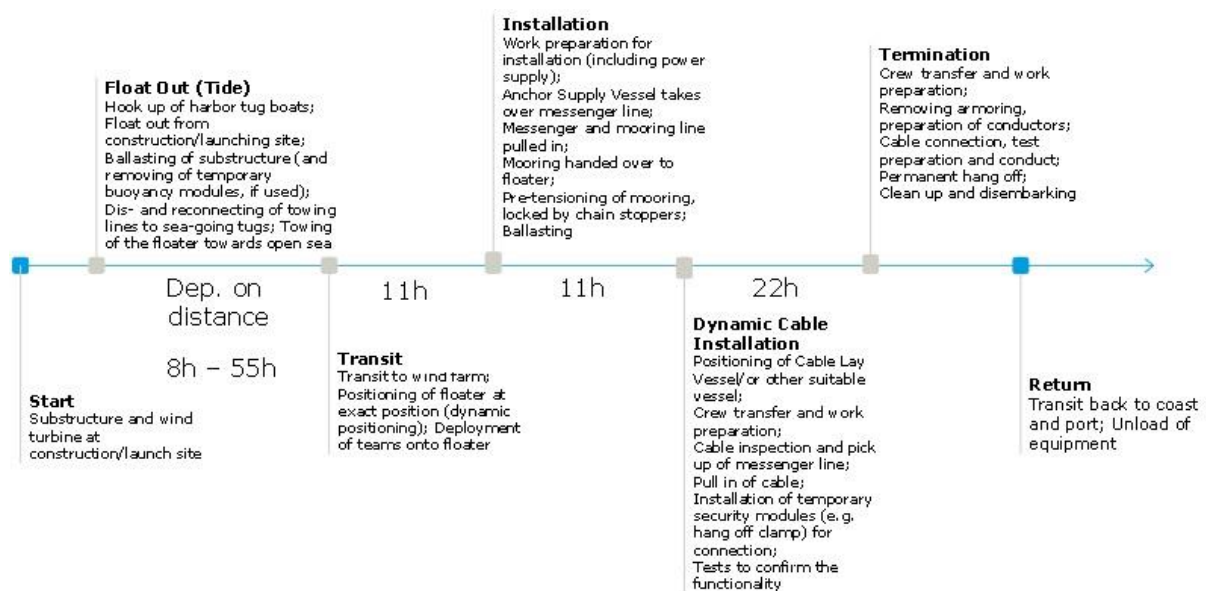 Installation
Work preparation for
installation (including power
supply);
Anchor Supply Vessel takes
over messenger line;
Messenger and mooring line
pulled in;
Mooring handed over to
floater;
Pre-tensioning of mooring,
locked by chain stoppers;
Ballasting
Termination
Crew transfer and work
preparation;
Removing armoring,
preparation of conductors;
Cable connection, test
preparation and conduct;
Permanent hang off;
Clean up and disembarking
Float Out (Tide)
Hook up of harbor tug boats;
Float out from
construction/launching site;
Ballasting of substructure (and
removing of temporary
buoyancy modules, if used);
Dis- and reconnecting of towing
lines to sea-going tugs; Towing
of the floater towards open sea
Dep. on
distance
8h – 55h
11h
11h
22h
Start
Substructure and wind
turbine at
construction/launch site
Transit
Transit to wind farm;
Positioning of floater at
exact position (dynamic
positioning); Deployment
of teams onto floater
Dynamic Cable
Installation
Positioning of Cable Lay
Vessel/or other suitable
vessel;
Crew transfer and work
preparation;
Cable inspection and pick
up of messenger line;
Pull in of cable;
Installation of temporary
security modules (e.g.
hang off clamp) for
connection;
Tests to confirm the
functionality
Return
Transit back to coast
and port; Unload of
equipment